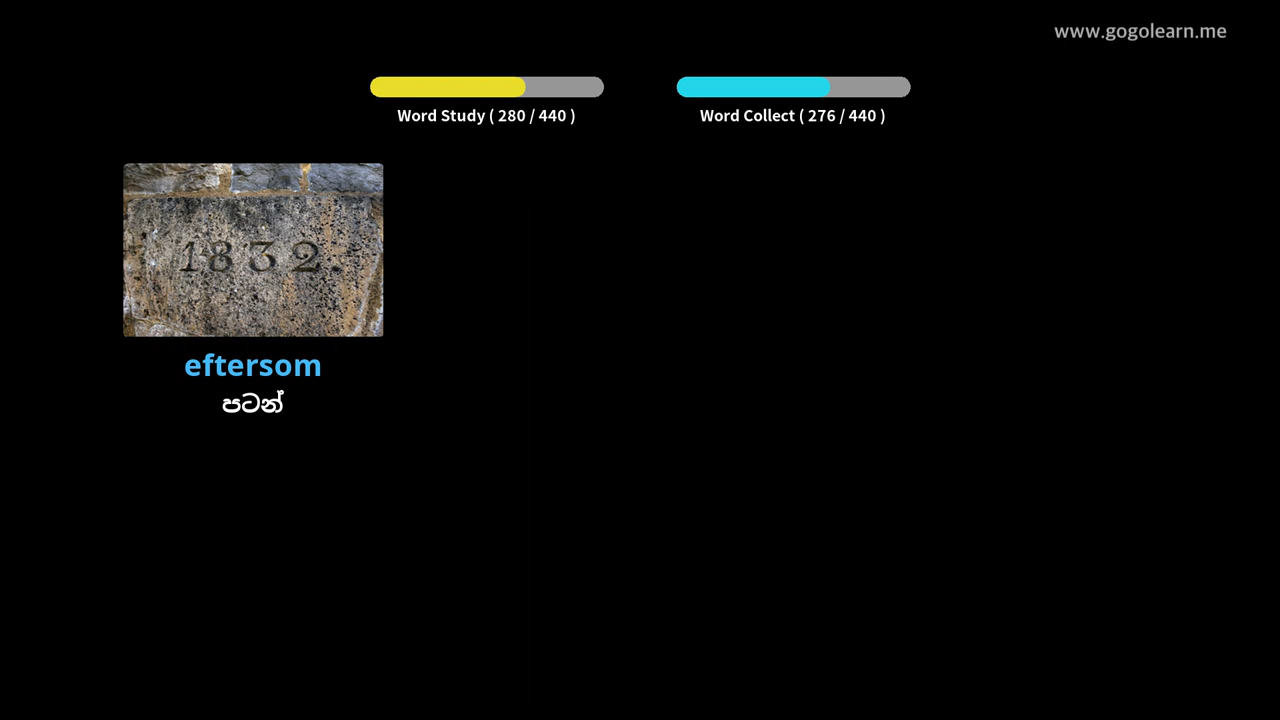 www.gogolearn.me
Word Study ( 280 / 440 )
Word Collect ( 276 / 440 )
1832.
eftersom
පටන්